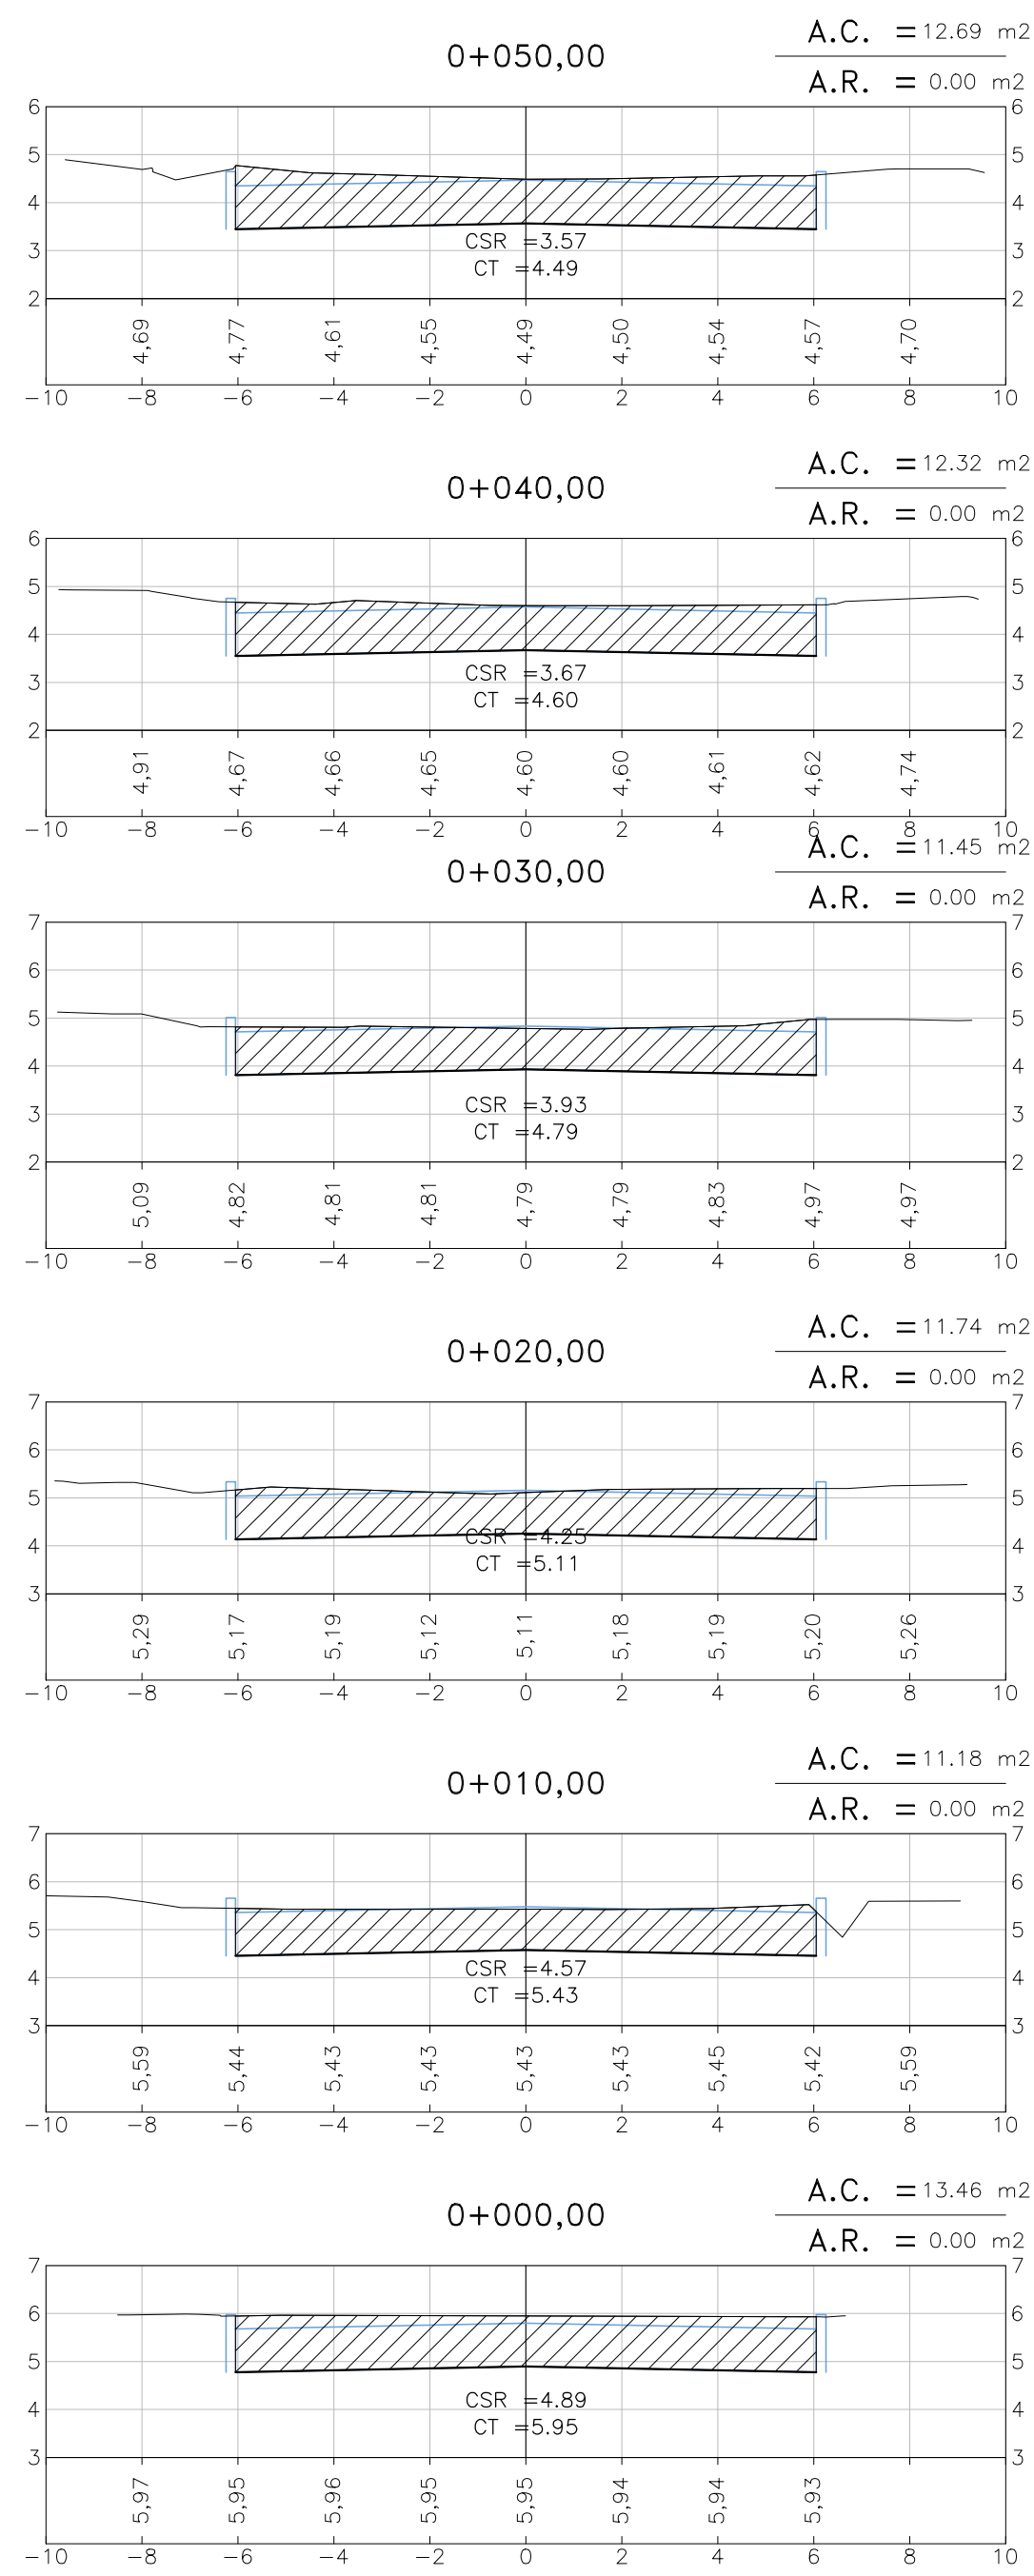 A.C. = 12.69 m2
0+050,00
A.R. = 0.00 m2
6 6
5 5
4 4
3 CSR =3.57 3
CT =4.49
2 2
4,69 4,77 4,61 4,55 4,49 4,50 4,54 4,57 4,70
-10 -8 -6 -4 -2 0 2 4 6 8 10
A.C. = 12.32 m2
0+040,00
A.R. = 0.00 m2
6 6
5 5
4 4
CSR =3.67
3 3
CT =4.60
2 2
4,91 4,67 4,66 4,65 4,60 4,60 4,61 4,62 4,74
-10 -8 -6 -4 -2 0 2 4 6 8 10
A.C. = 11.45 m2
0+030,00
A.R. = 0.00 m2
7 7
6 6
5 5
4 4
CSR =3.93
3 3
CT =4.79
2 2
5,09 4,82 4,81 4,81 4,79 4,79 4,83 4,97 4,97
-10 -8 -6 -4 -2 0 2 4 6 8 10
A.C. = 11.74 m2
0+020,00
A.R. = 0.00 m2
7 7
6 6
5 5
CSR =4.25
4 4
CT =5.11
3 3
5,29 5,17 5,19 5,12 5,11 5,18 5,19 5,20 5,26
-10 -8 -6 -4 -2 0 2 4 6 8 10
A.C. = 11.18 m2
0+010,00
A.R. = 0.00 m2
7 7
6 6
5 5
CSR =4.57
4 4
CT =5.43
3 3
5,59 5,44 5,43 5,43 5,43 5,43 5,45 5,42 5,59
-10 -8 -6 -4 -2 0 2 4 6 8 10
A.C. = 13.46 m2
0+000,00
A.R. = 0.00 m2
7 7
6 6
5 5
CSR =4.89
4 4
CT =5.95
3 3
5,97 5,95 5,96 5,95 5,95 5,94 5,94 5,93
-10 -8 -6 -4 -2 0 2 4 6 8 10